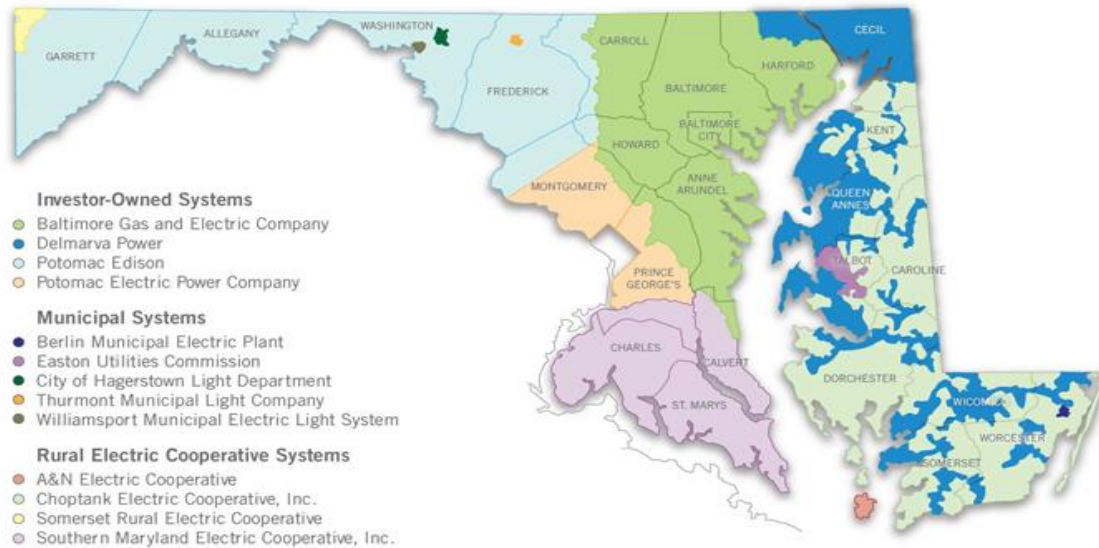 GARRETT
ALLEGANY
WASHINGTON
FREDERICK
CARROLL
BALTIMORE
HARFORD
CECIL
BALTIMORE
CITY
HOWARD
ANNE
ARUNDEL
MONTGOMERY
PRINCE
GEORGE'S
KENT
QUEEN
ANNES
TALBOT
CAROLINE
CHARLES
CALVERT
ST. MARYS
DORCHESTER
WICOMICO
WORCESTER
SOMERSET
Investor-Owned Systems
Baltimore Gas and Electric Company
Delmarva Power
Potomac Edison
Potomac Electric Power Company
Municipal Systems
Berlin Municipal Electric Plant
Easton Utilities Commission
City of Hagerstown Light Department
Thurmont Municipal Light Company
Williamsport Municipal Electric Light System
Rural Electric Cooperative Systems
A&N Electric Cooperative
Choptank Electric Cooperative, Inc.
Somerset Rural Electric Cooperative
Southern Maryland Electric Cooperative, Inc.